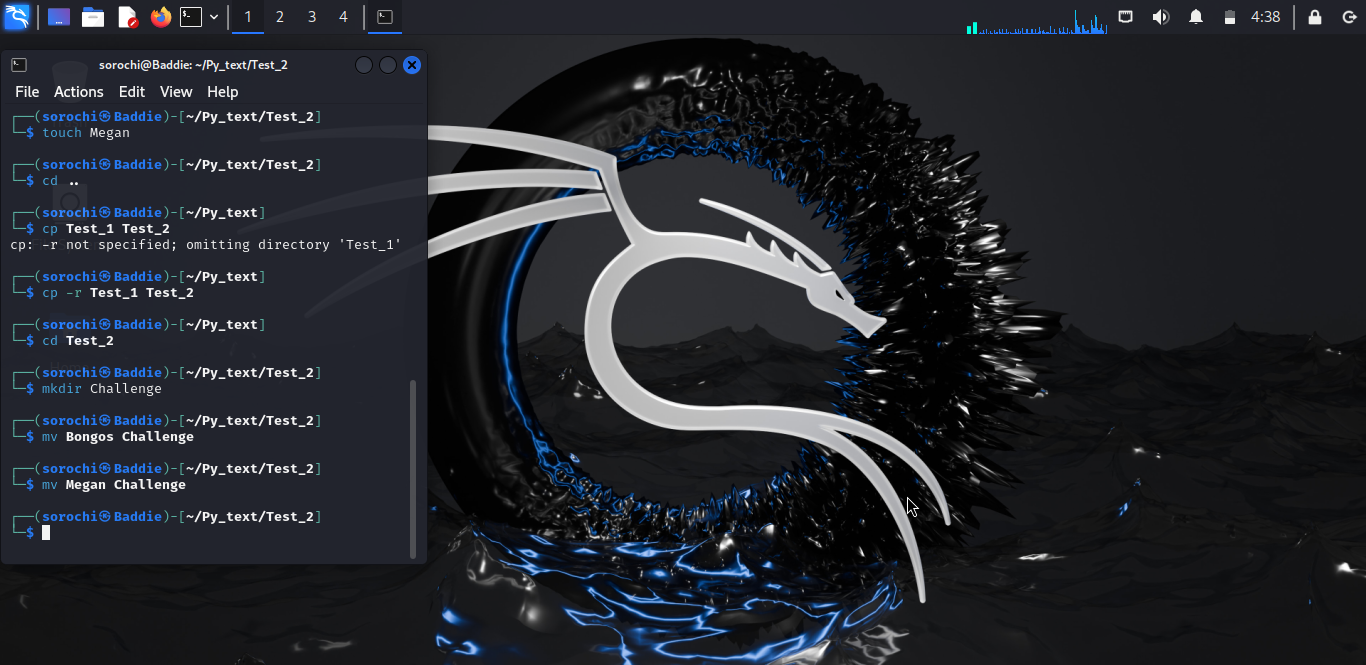 1 2 3 4 4:38
sorochi@Baddie: ~/Py_text/Test_2
File Actions Edit View Help
┌──(sorochi㉿Baddie)-[~/Py_text/Test_2]
└─$ touch Megan
┌──(sorochi㉿Baddie)-[~/Py_text/Test_2]
└─$ cd ..
┌──(sorochi㉿Baddie)-[~/Py_text]
└─$ cp Test_1 Test_2
cp: -r not specified; omitting directory 'Test_1'
┌──(sorochi㉿Baddie)-[~/Py_text]
└─$ cp -r Test_1 Test_2
┌──(sorochi㉿Baddie)-[~/Py_text]
└─$ cd Test_2
┌──(sorochi㉿Baddie)-[~/Py_text/Test_2]
└─$ mkdir Challenge
┌──(sorochi㉿Baddie)-[~/Py_text/Test_2]
└─$ mv Bongos Challenge
┌──(sorochi㉿Baddie)-[~/Py_text/Test_2]
└─$ mv Megan Challenge
┌──(sorochi㉿Baddie)-[~/Py_text/Test_2]
└─$